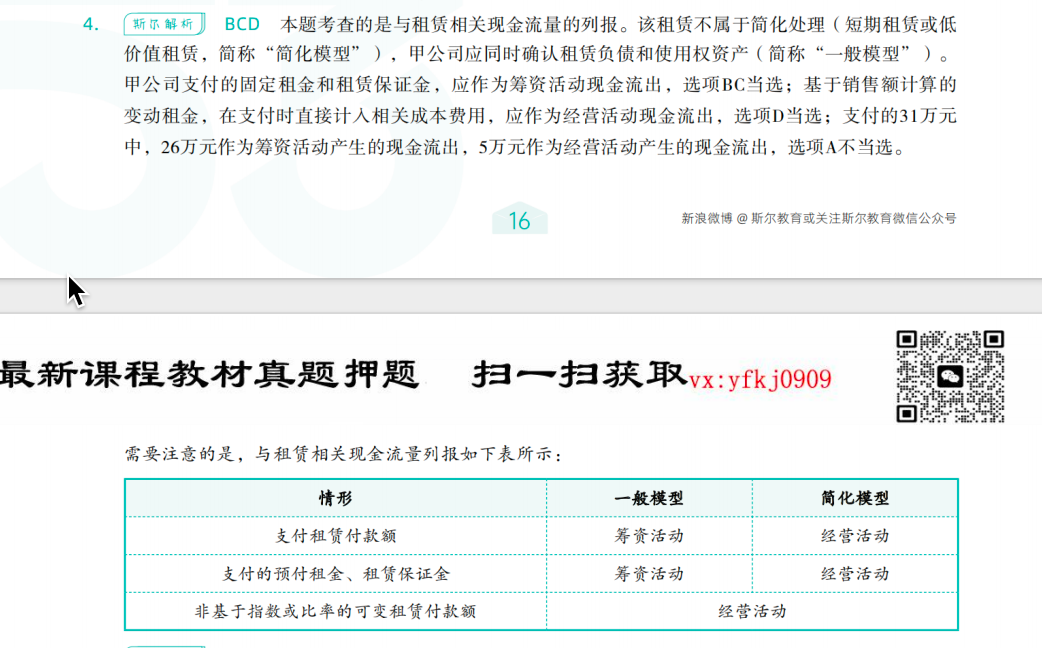 4. 斯尔解析 BCD 本题考查的是与租赁相关现金流量的列报。该租赁不属于简化处理（短期租赁或低
价值租赁，简称“简化模型”），甲公司应同时确认租赁负债和使用权资产（简称“一般模型”）。
甲公司支付的固定租金和租赁保证金，应作为筹资活动现金流出，选项BC当选；基于销售额计算的
变动租金，在支付时直接计入相关成本费用，应作为经营活动现金流出，选项D当选；支付的31万元
中，26万元作为筹资活动产生的现金流出，5万元作为经营活动产生的现金流出，选项A不当选。
16
新浪微博 @ 斯尔教育或关注斯尔教育微信公众号
最新课程教材真题押题 扫一扫获取vx:yfkj0909
需要注意的是，与租赁相关现金流量列报如下表所示：
情形 一般模型 简化模型
支付租赁付款额 筹资活动 经营活动
支付的预付租金、租赁保证金 筹资活动 经营活动
非基于指数或比率的可变租赁付款额 经营活动